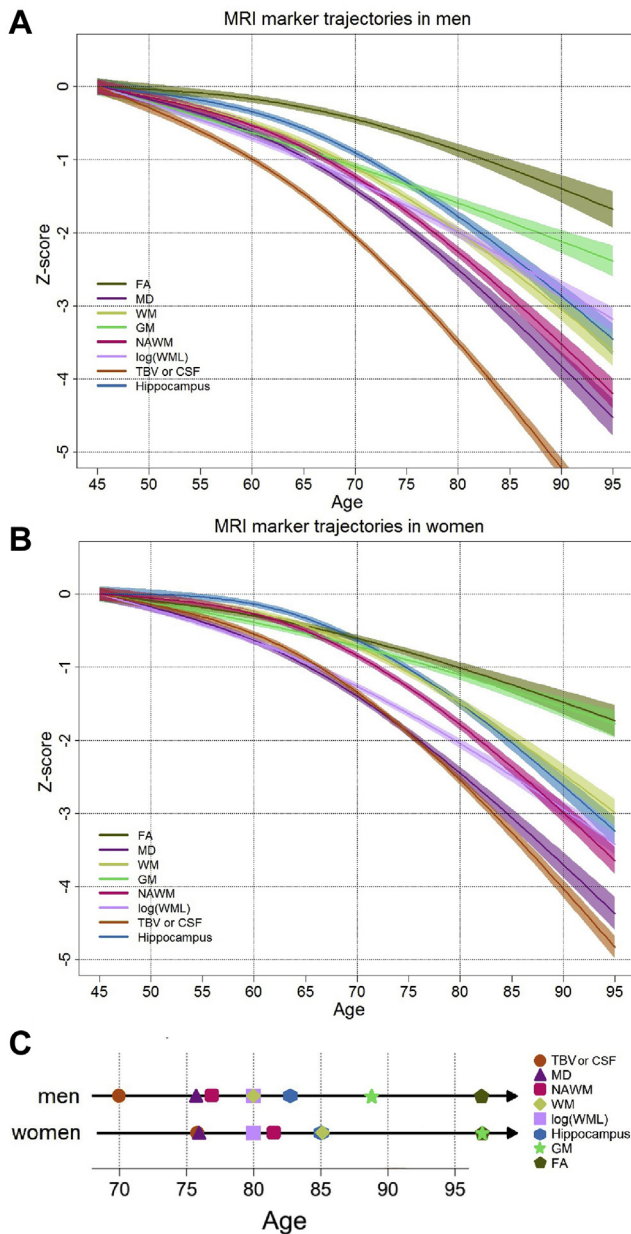 A
MRI marker trajectories in men
Z-score
0
-1
-2
-3
-4
-5
FA
MD
WM
GM
NAWM
log(WML)
TBV or CSF
Hippocampus
45 50 55 60 65 70 75 80 85 90 95
Age
B
MRI marker trajectories in women
Z-score
0
-1
-2
-3
-4
-5
FA
MD
WM
GM
NAWM
log(WML)
TBV or CSF
Hippocampus
45 50 55 60 65 70 75 80 85 90 95
Age
C
men
women
70 75 80 85 90 95
Age
TBV or CSF
MD
NAWM
WM
log(WML)
Hippocampus
GM
FA